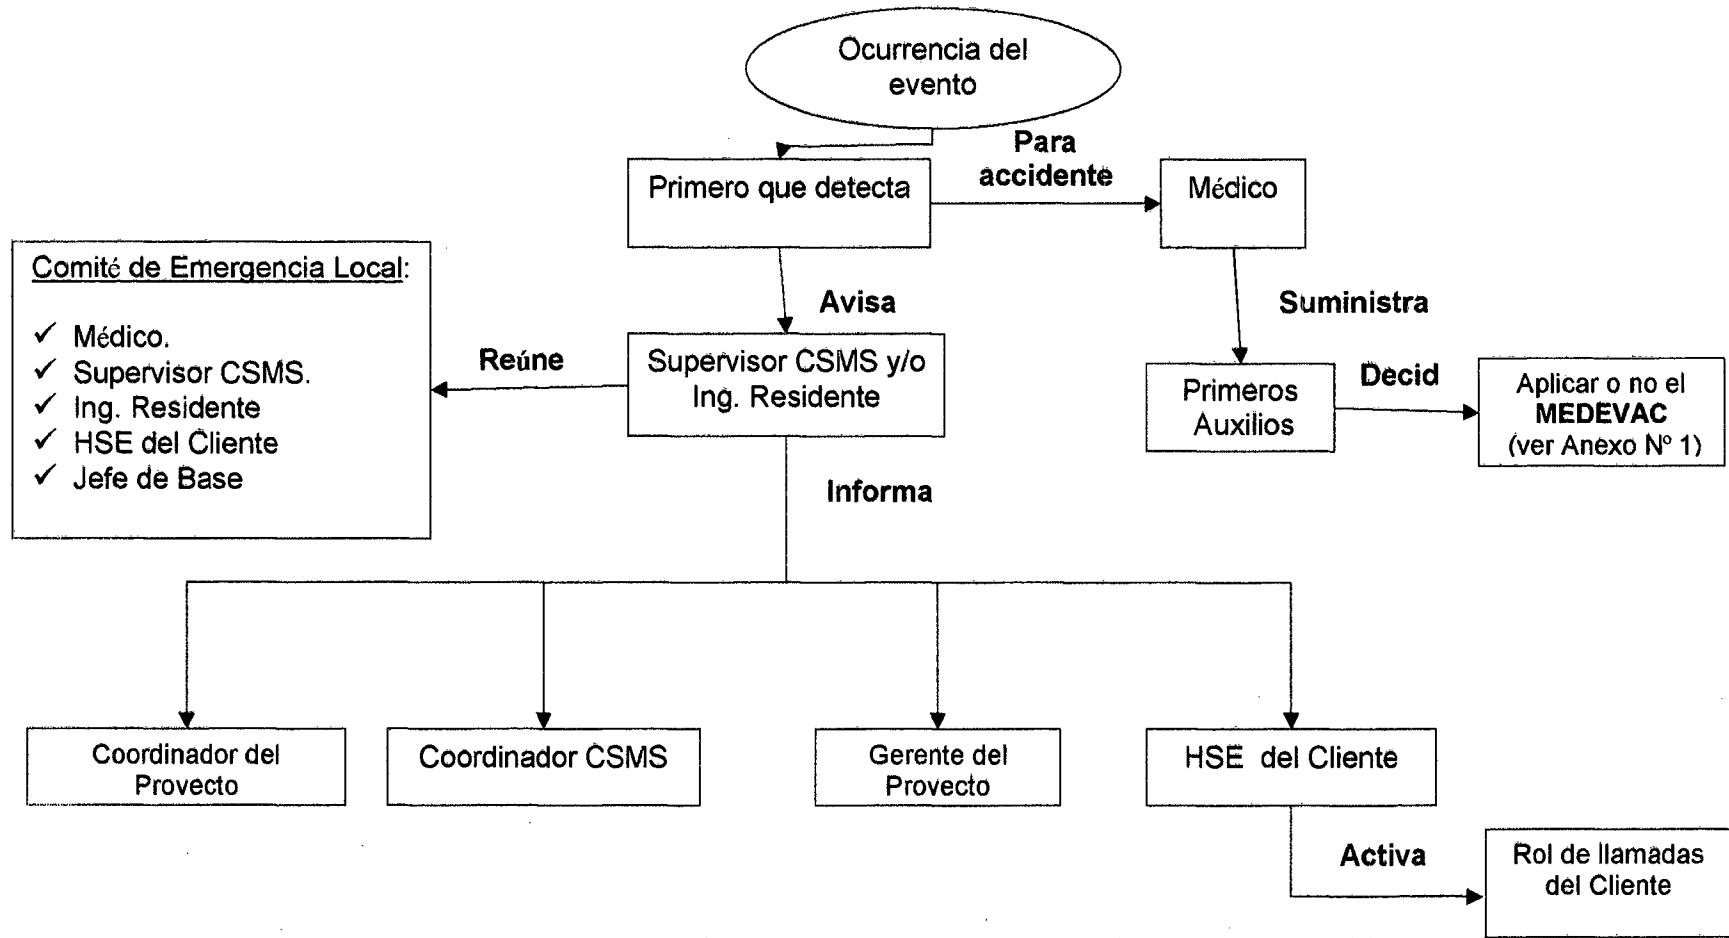 Ocurrencia del
evento
Para
accidente
Primero que detecta
Médico
Comité de Emergencia Local:
✓ Médico.
✓ Supervisor CSMS.
✓ Ing. Residente
✓ HSE del Cliente
✓ Jefe de Base
Avisa
Suministra
Reúne
Supervisor CSMS y/o
Ing. Residente
Primeros
Auxilios
Decid
Aplicar o no el
MEDEVAC
(ver Anexo Nº 1)
Informa
Coordinador del
Provecto
Coordinador CSMS
Gerente del
Provecto
HSE del Cliente
Activa
Rol de llamadas
del Cliente